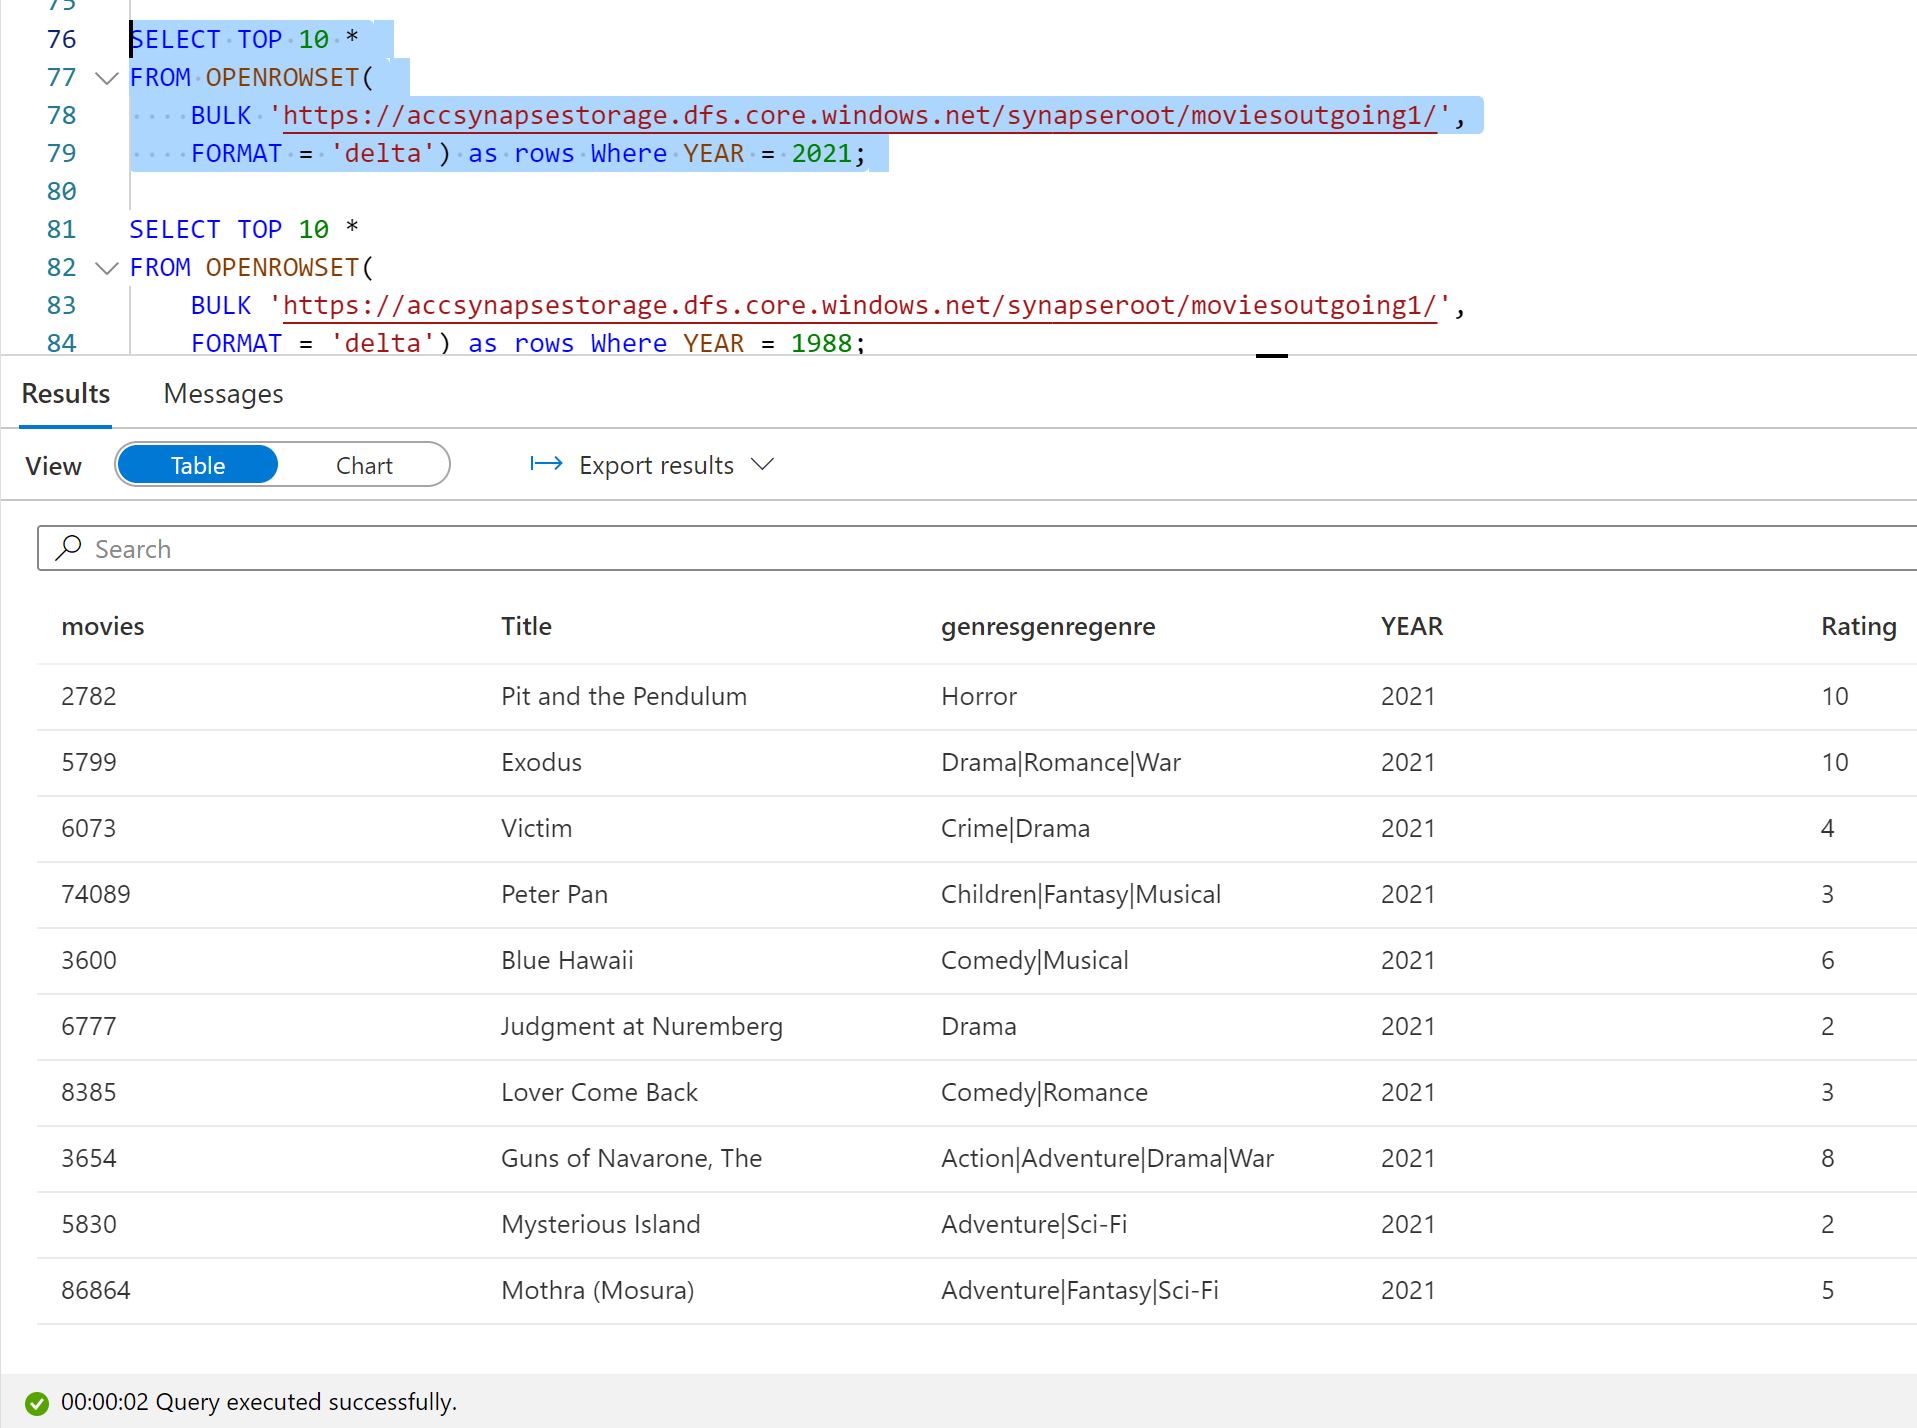 75
76 SELECT TOP 10 *
77 FROM OPENROWSET(
78 BULK 'https://accsynapsestorage.dfs.core.windows.net/synapseroot/moviesoutgoing1/',
79 FORMAT = 'delta') as rows Where YEAR = 2021;
80
81 SELECT TOP 10 *
82 FROM OPENROWSET(
83 BULK 'https://accsynapsestorage.dfs.core.windows.net/synapseroot/moviesoutgoing1/',
84 FORMAT = 'delta') as rows Where YEAR = 1988;
Results Messages
View Table Chart Export results
Search
movies Title genresgenregenre YEAR Rating
2782 Pit and the Pendulum Horror 2021 10
5799 Exodus Drama|Romance|War 2021 10
6073 Victim Crime|Drama 2021 4
74089 Peter Pan Children|Fantasy|Musical 2021 3
3600 Blue Hawaii Comedy|Musical 2021 6
6777 Judgment at Nuremberg Drama 2021 2
8385 Lover Come Back Comedy|Romance 2021 3
3654 Guns of Navarone, The Action|Adventure|Drama|War 2021 8
5830 Mysterious Island Adventure|Sci-Fi 2021 2
86864 Mothra (Mosura) Adventure|Fantasy|Sci-Fi 2021 5
00:00:02 Query executed successfully.